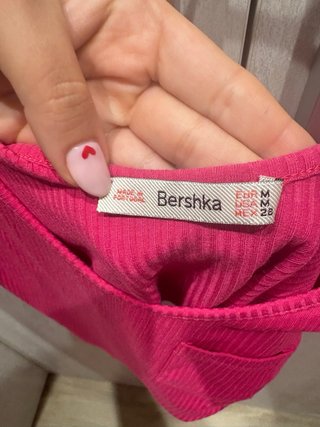 MADE IN
PORTUGAL
Bershka
EUR M
USA M
MEX 28